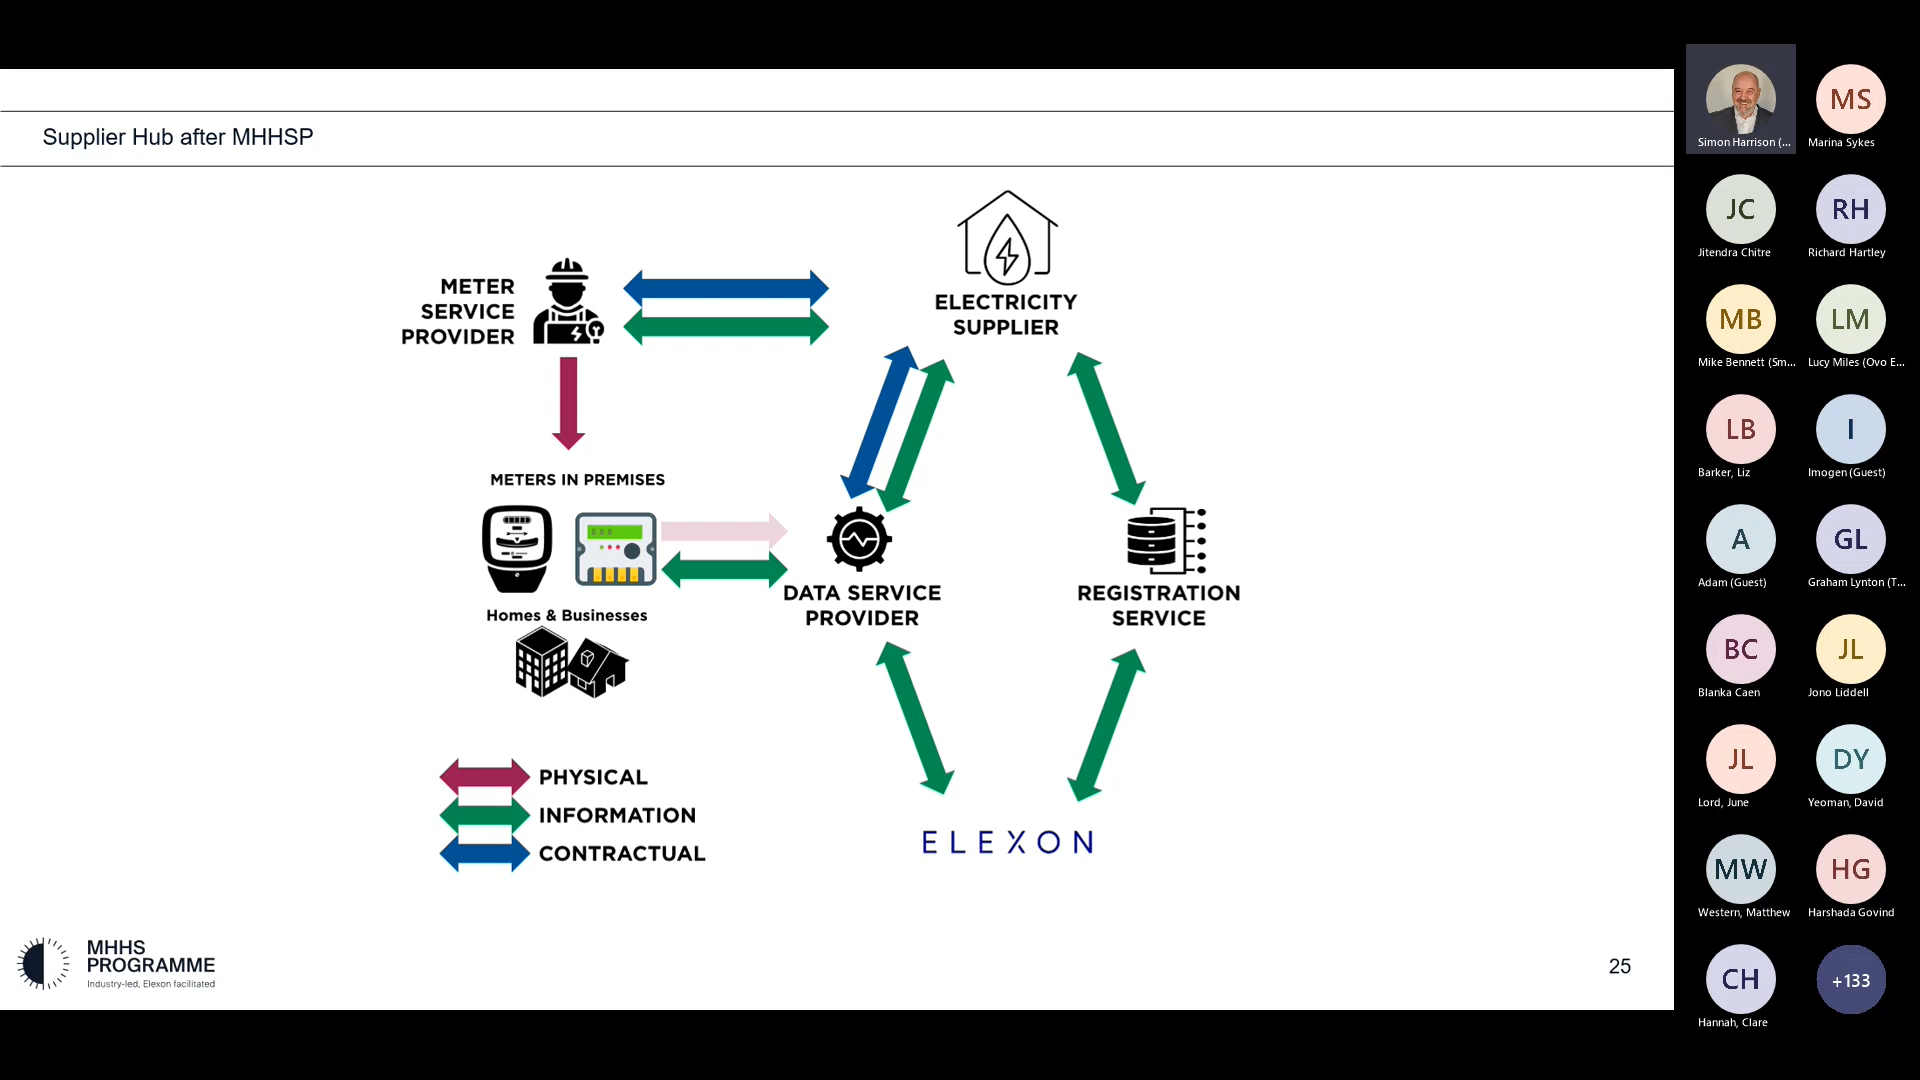 Supplier Hub after MHHSP
METER
SERVICE
PROVIDER
ELECTRICITY
SUPPLIER
METERS IN PREMISES
Homes & Businesses
DATA SERVICE
PROVIDER
REGISTRATION
SERVICE
PHYSICAL
INFORMATION
CONTRACTUAL
ELEXON
MHHS
PROGRAMME
Industry-led, Elexon facilitated
25
Simon Harrison (...
MS
Marina Sykes
JC
Jitendra Chitre
RH
Richard Hartley
MB
Mike Bennett (Sm...
LM
Lucy Miles (Ovo E...
LB
Barker, Liz
I
Imogen (Guest)
A
Adam (Guest)
GL
Graham Lynton (T...
BC
Blanka Caen
JL
Jono Liddell
JL
Lord, June
DY
Yeoman, David
MW
Western, Matthew
HG
Harshada Govind
CH
Hannah, Clare
+133